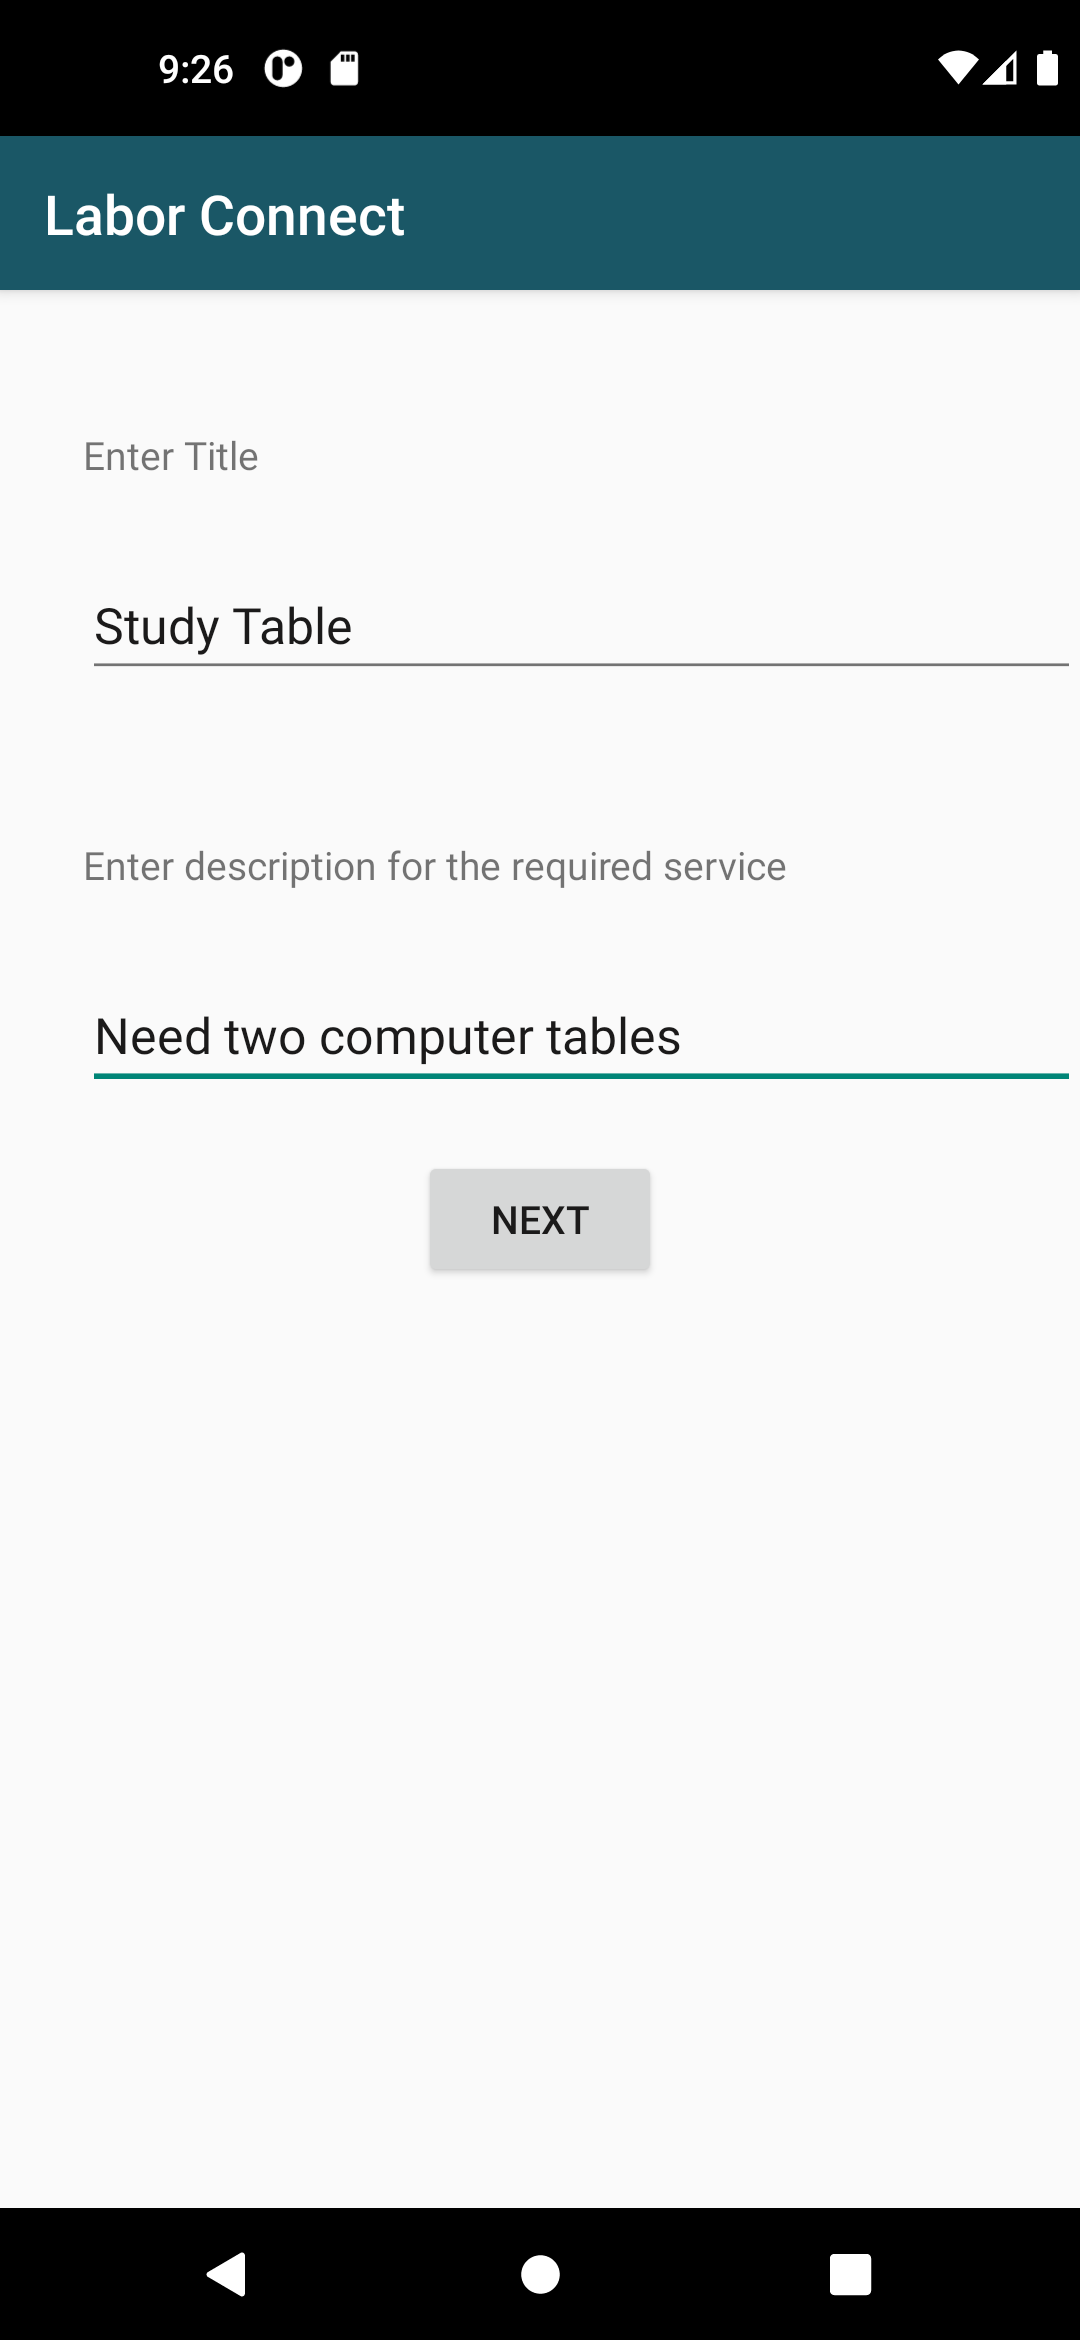 9:26
Labor Connect
Enter Title
Study Table
Enter description for the required service
Need two computer tables
NEXT